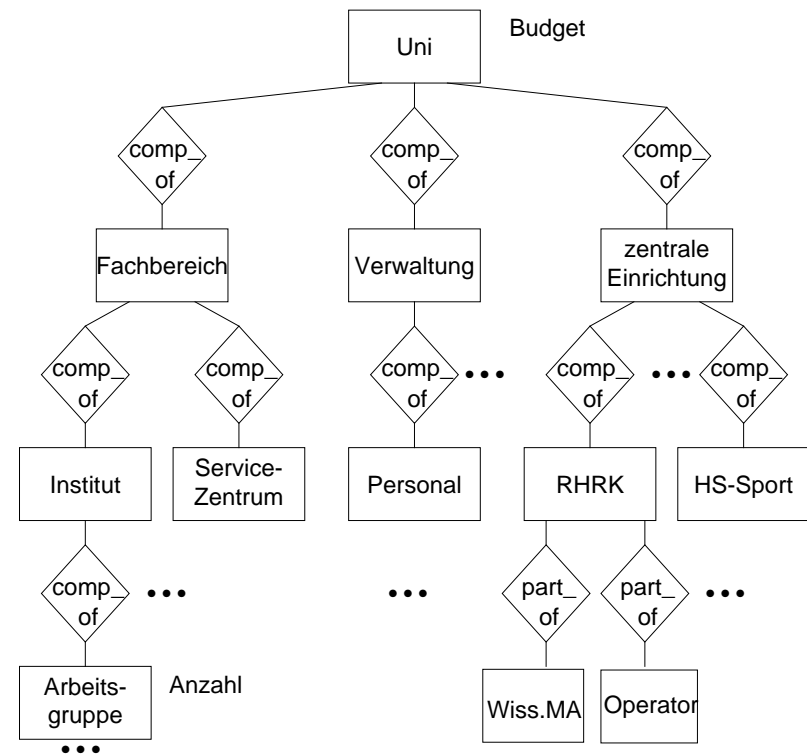 Uni
Budget
comp_
of
comp_
of
comp_
of
Fachbereich
Verwaltung
zentrale
Einrichtung
comp_
of
comp_
of
comp_
of
•••
comp_
of
•••
comp_
of
Institut
Service-
Zentrum
Personal
RHRK
HS-Sport
comp_
of
•••
•••
part_
of
part_
of
•••
Arbeits-
gruppe
Anzahl
Wiss.MA
Operator
•••